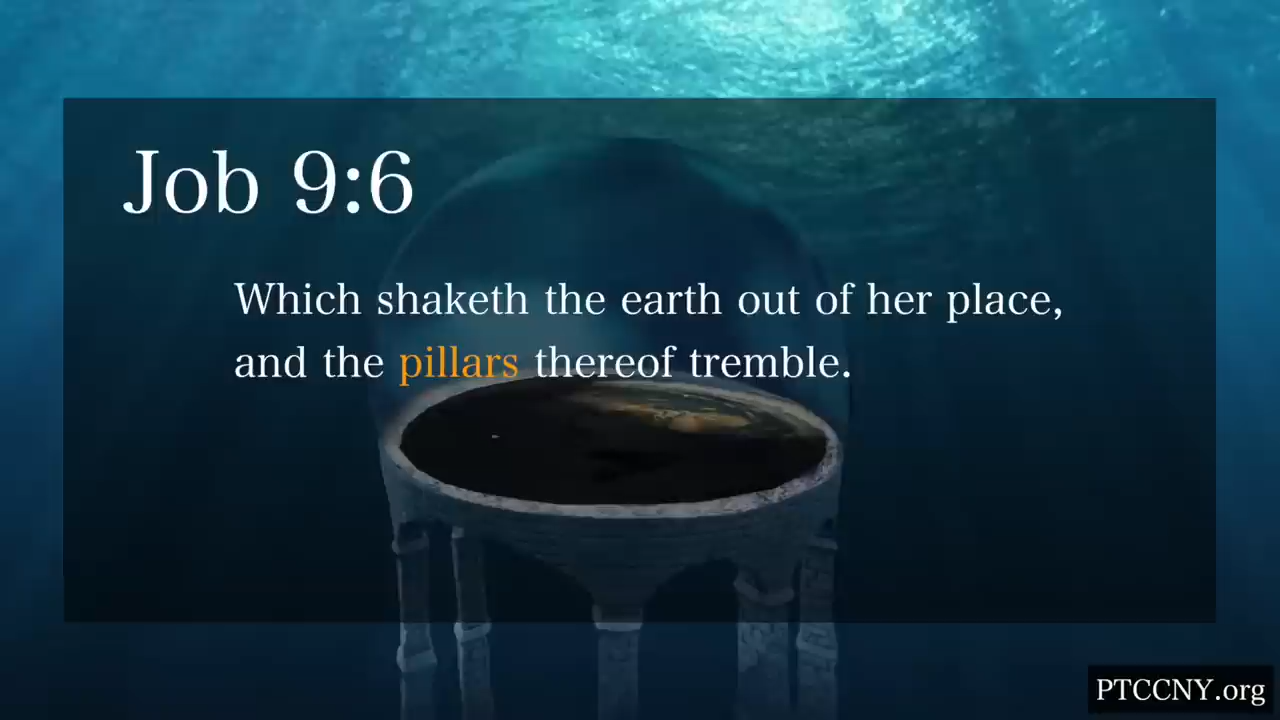 Job 9:6
Which shaketh the earth out of her place,
and the pillars thereof tremble.
PTCCNY.org